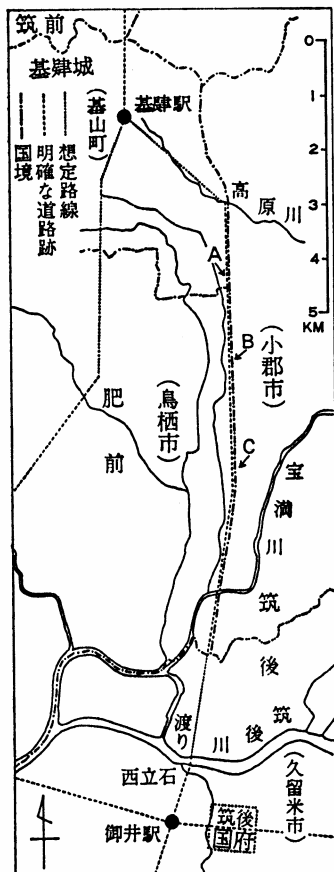 筑前
基肄城
(基山町)
基肄駅
想定路線
明確な道路跡
国境
高原川
0
1
2
3
4
5
KM
A
B
C
(小郡市)
(鳥栖市)
肥前
宝満川
筑後
筑後川
渡り
西立石
(久留米市)
御井駅
筑後国府